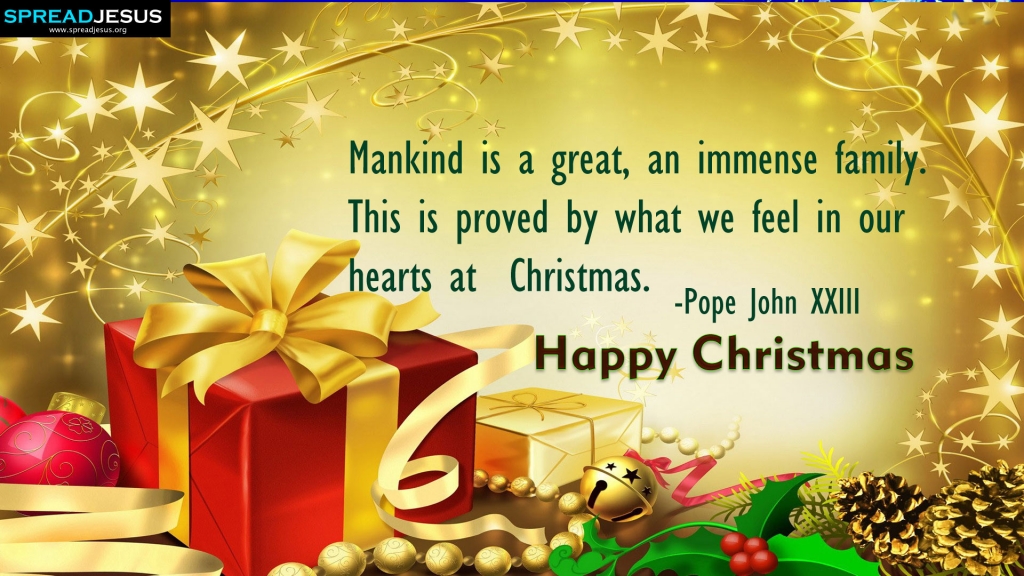 SPREADJESUS
www.spreadjesus.org
Mankind is a great, an immense family.
This is proved by what we feel in our
hearts at Christmas.
-Pope John XXIII
Happy Christmas